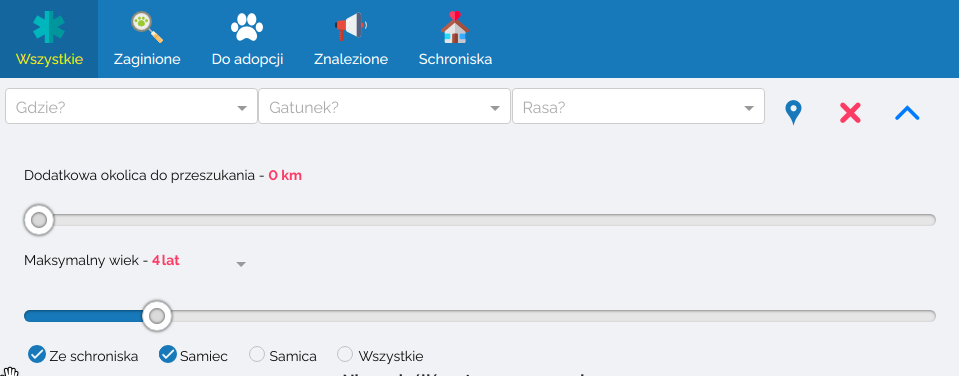 Wszystkie Zaginione Do adopcji Znalezione Schroniska
Gdzie? Gatunek? Rasa?
Dodatkowa okolica do przeszukania - 0 km
Maksymalny wiek - 4 lat
Ze schroniska Samiec Samica Wszystkie